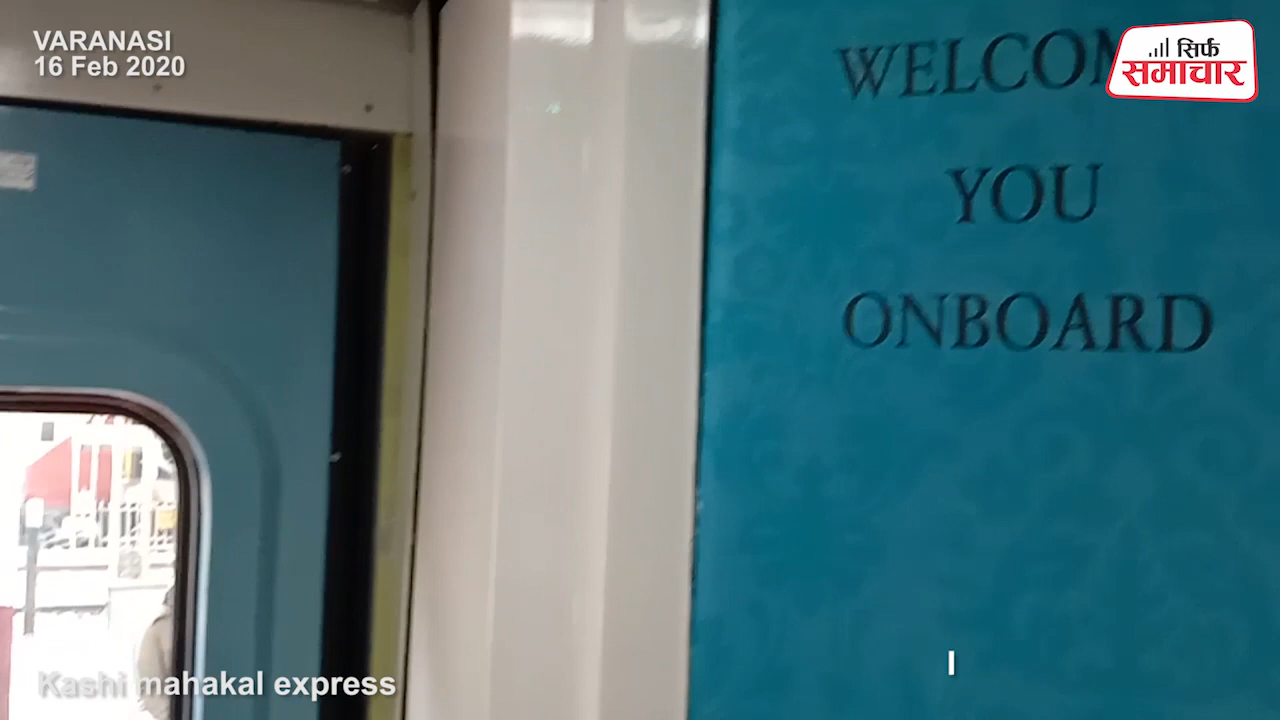 VARANASI
16 Feb 2020
सिर्फ
समाचार
WELCOM
YOU
ONBOARD
Kashi mahakal express
I